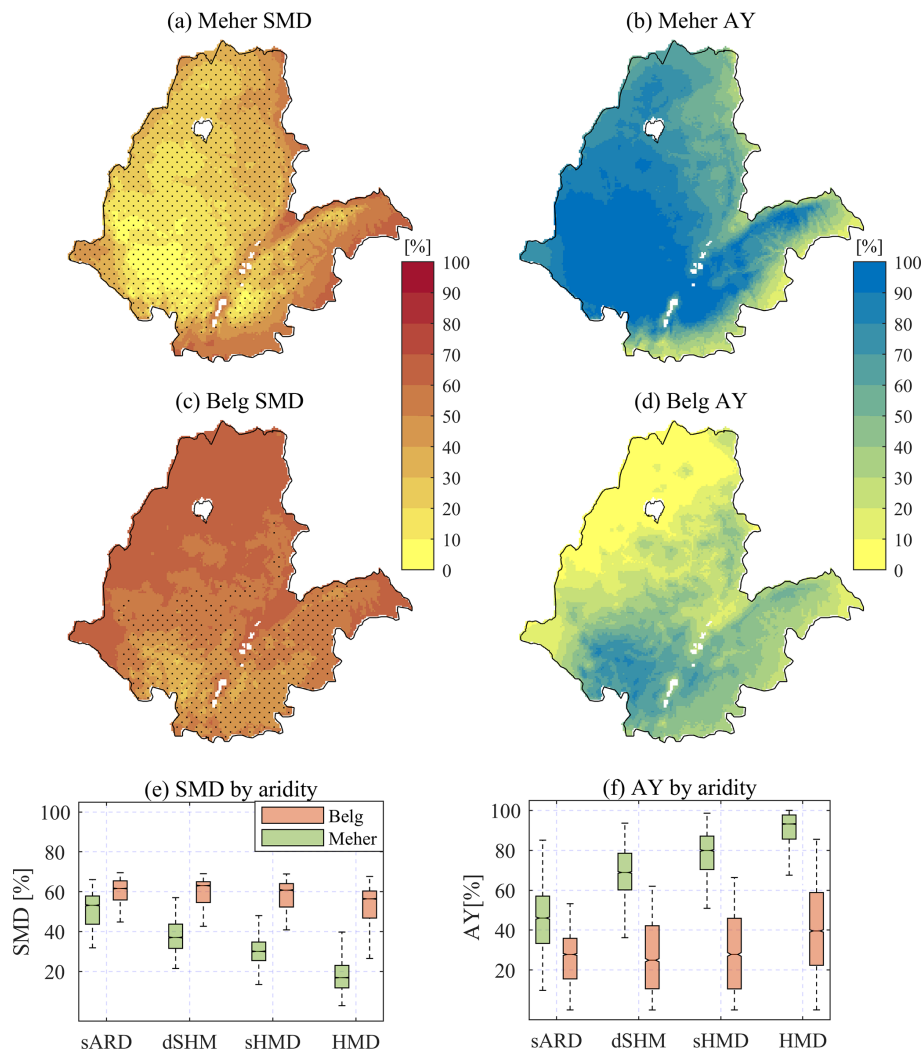 (a) Meher SMD
(b) Meher AY
[%]
100
90
80
70
60
50
40
30
20
10
0
[%]
100
90
80
70
60
50
40
30
20
10
0
(c) Belg SMD
(d) Belg AY
(e) SMD by aridity
100
80
60
40
20
SMD [%]
Belg
Meher
sARD dSHM sHMD HMD
(f) AY by aridity
100
80
60
40
20
AY[%]
sARD dSHM sHMD HMD